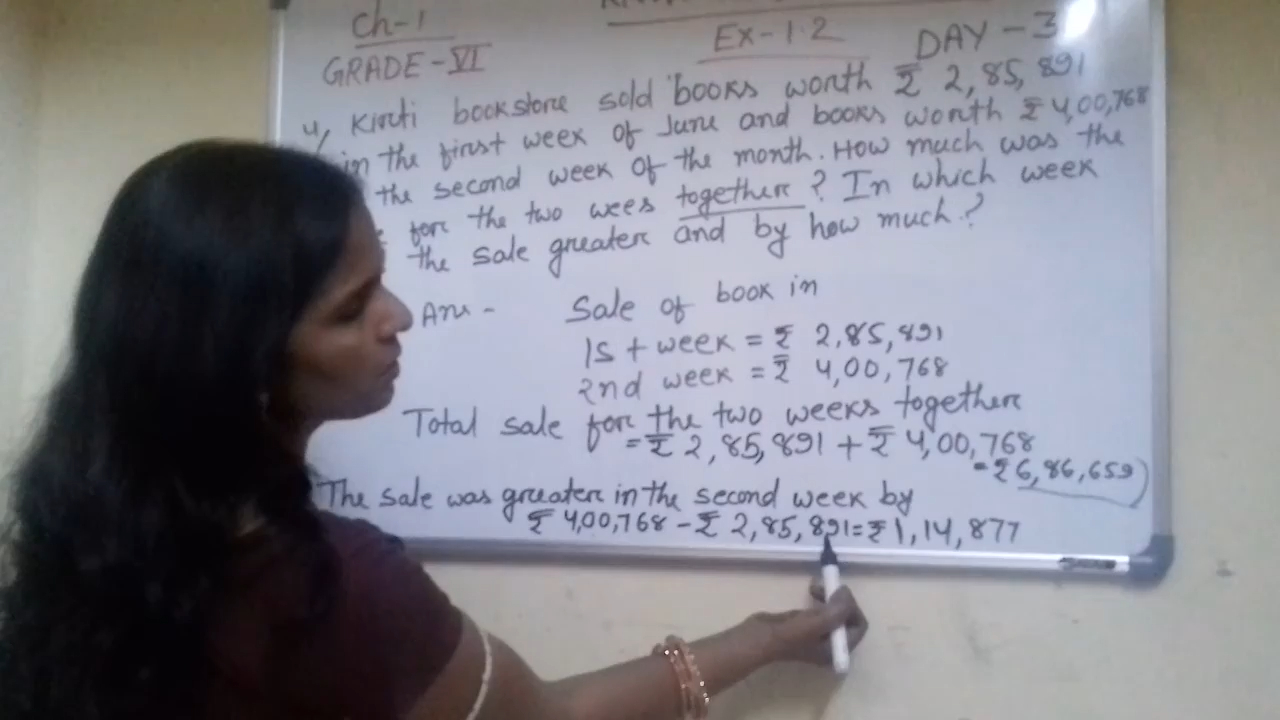 Ch-1
Ex-1.2 DAY-3
GRADE-VI
4, Kirti bookstore sold books worth ₹ 2,85,891
in the first week of June and books worth ₹ 4,00,768
the second week of the month. How much was the
for the two wees together? In which week
the sale greater and by how much?
Ans - Sale of book in
1st week = ₹ 2,85,891
2nd week = ₹ 4,00,768
Total sale for the two weeks together
= ₹ 2,85,891 + ₹ 4,00,768
= ₹ 6,86,659
The sale was greater in the second week by
₹ 4,00,768 - ₹ 2,85,891 = ₹ 1,14,877